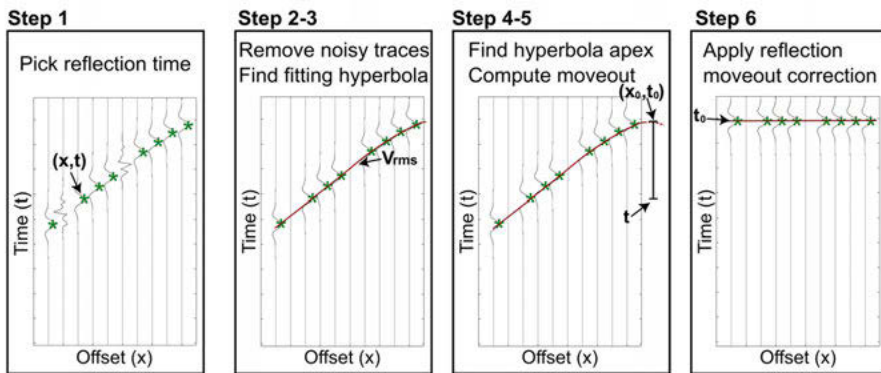 Step 1
Pick reflection time
(x,t)
Time (t)
Offset (x)
Step 2-3
Remove noisy traces
Find fitting hyperbola
Vrms
Time (t)
Offset (x)
Step 4-5
Find hyperbola apex
Compute moveout
(x0,t0)
t
Time (t)
Offset (x)
Step 6
Apply reflection
moveout correction
t0
Time (t)
Offset (x)